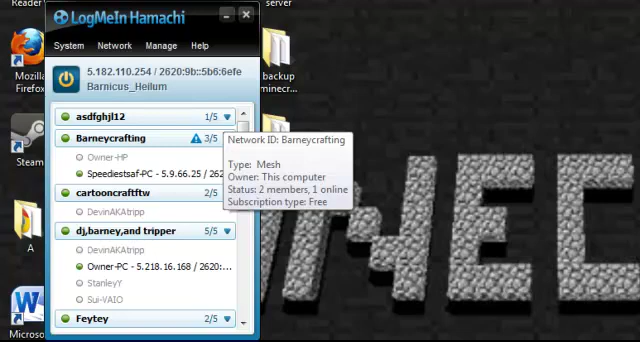 Reader
server
LogMeIn Hamachi
System Network Manage Help
5.182.110.254 / 2620:9b::5b6:6efe
Barnicus_Heilum
Mozilla
Firefox
backup
minecr...
asdfghjl12 1/5
Barneycrafting 3/5
Network ID: Barneycrafting
Type: Mesh
Owner: This computer
Status: 2 members, 1 online
Subscription type: Free
Owner-HP
Speediestsaf-PC - 5.9.66.25 / 262
Steam
cartooncraftftw 2/5
DevinAKAtripp
dj,barney,and tripper 5/5
DevinAKAtripp
Owner-PC - 5.218.16.168 / 2620:...
StanleyY
Sui-VAIO
A
Feytey 2/5
Microso
MINEC